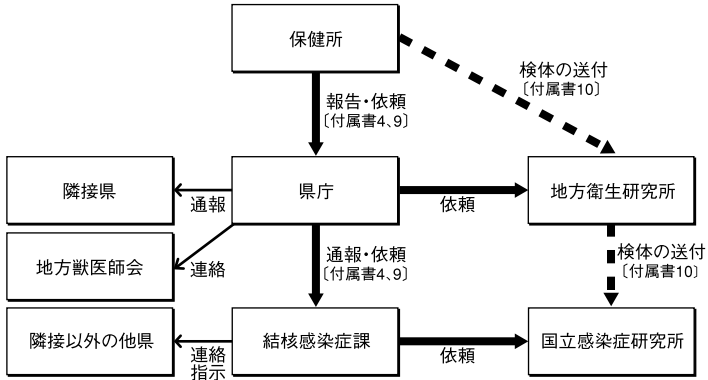 保健所
検体の送付
〔付属書10〕
報告・依頼
〔付属書4、9〕
隣接県
通報
県庁
依頼
地方衛生研究所
地方獣医師会
連絡
通報・依頼
〔付属書4、9〕
検体の送付
〔付属書10〕
隣接以外の他県
連絡
指示
結核感染症課
依頼
国立感染症研究所